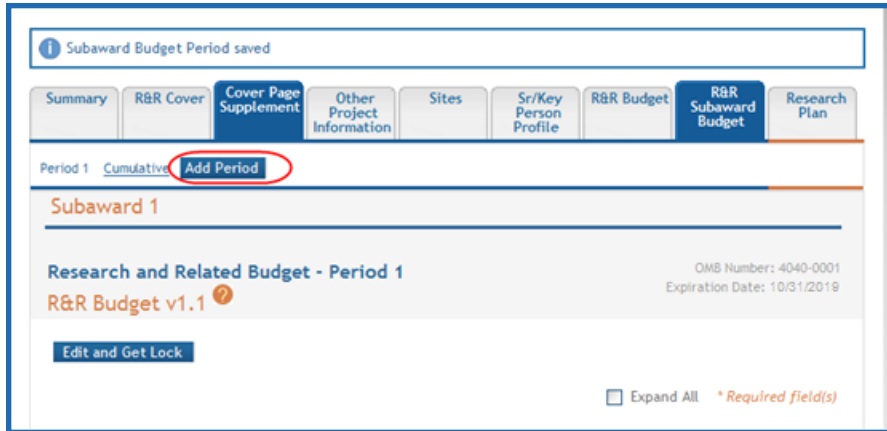 Subaward Budget Period saved
Summary R&R Cover Cover Page Supplement Other Project Information Sites Sr/Key Person Profile R&R Budget R&R Subaward Budget Research Plan
Period 1 Cumulative Add Period
Subaward 1
Research and Related Budget - Period 1
OMB Number: 4040-0001
R&R Budget v1.1 ?
Expiration Date: 10/31/2019
Edit and Get Lock
Expand All * Required field(s)